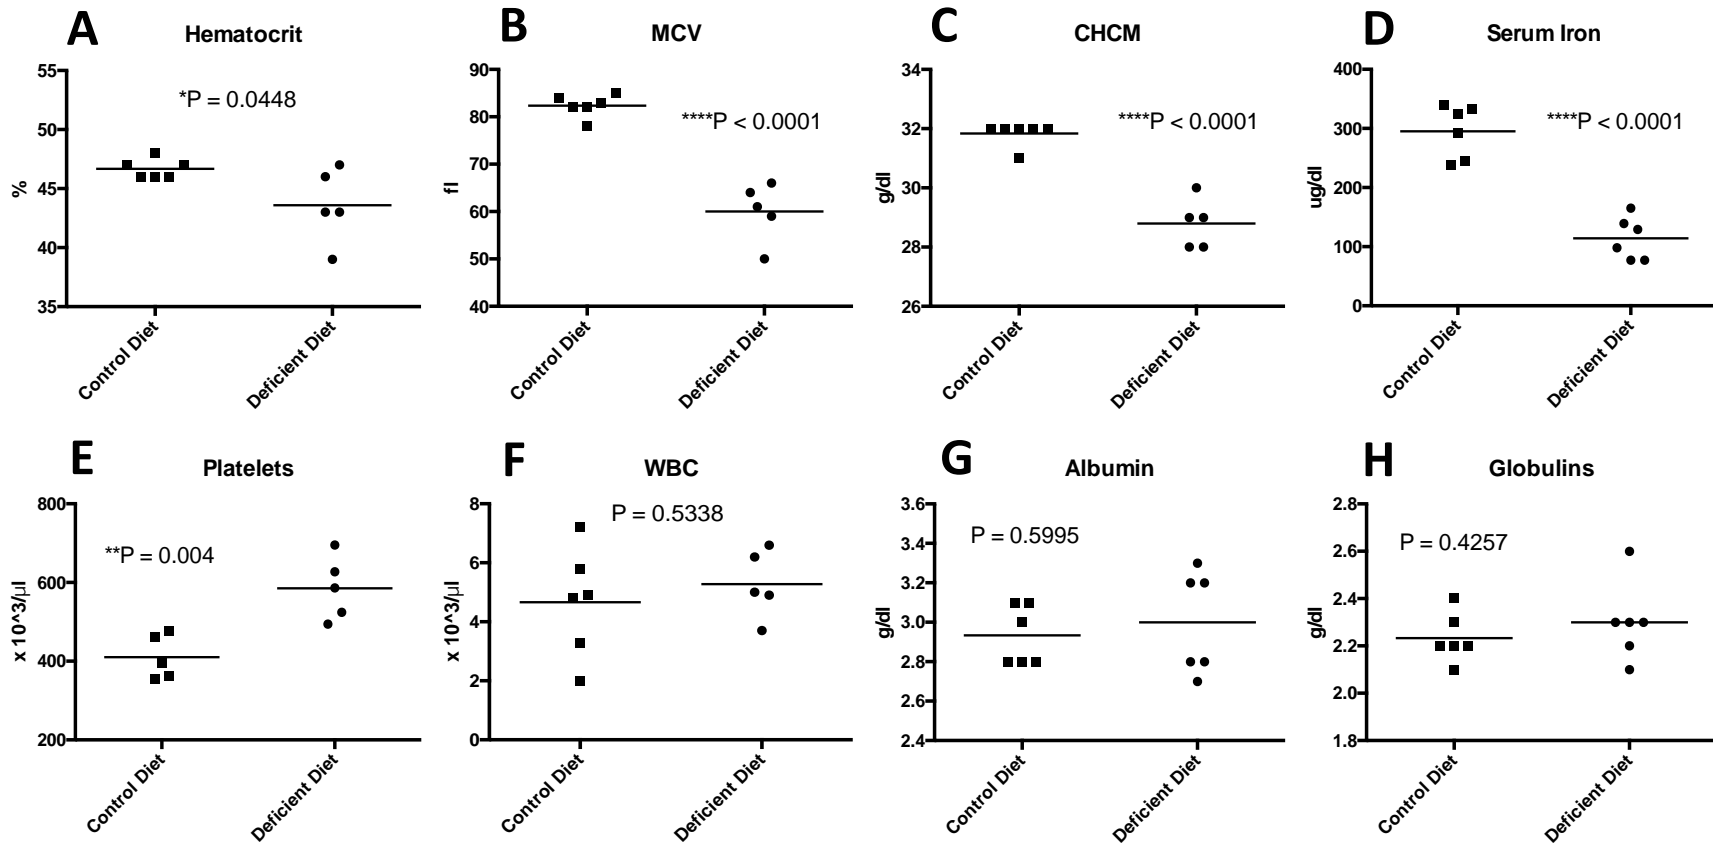 A
Hematocrit
55
50
45
40
35
%
*P = 0.0448
Control Diet
Deficient Diet
B
MCV
90
80
70
60
50
40
fl
****P < 0.0001
Control Diet
Deficient Diet
C
CHCM
34
32
30
28
26
g/dl
****P < 0.0001
Control Diet
Deficient Diet
D
Serum Iron
400
300
200
100
0
ug/dl
****P < 0.0001
Control Diet
Deficient Diet
E
Platelets
800
600
400
200
x 10^3/µl
**P = 0.004
Control Diet
Deficient Diet
F
WBC
8
6
4
2
0
x 10^3/µl
P = 0.5338
Control Diet
Deficient Diet
G
Albumin
3.6
3.4
3.2
3.0
2.8
2.6
2.4
g/dl
P = 0.5995
Control Diet
Deficient Diet
H
Globulins
2.8
2.6
2.4
2.2
2.0
1.8
g/dl
P = 0.4257
Control Diet
Deficient Diet